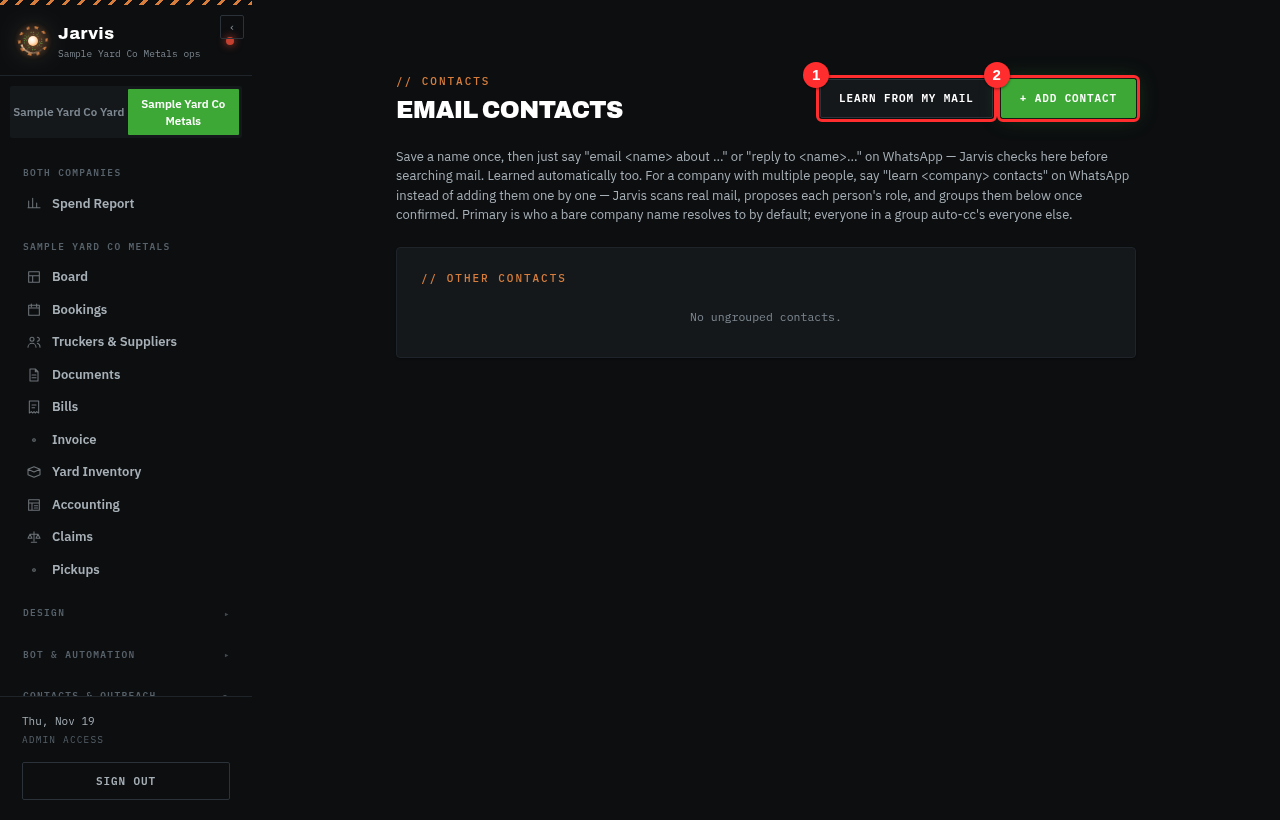 Jarvis
Sample Yard Co Metals ops
‹
Sample Yard Co Yard
Sample Yard Co
Metals
BOTH COMPANIES
Spend Report
SAMPLE YARD CO METALS
Board
Bookings
Truckers & Suppliers
Documents
Bills
Invoice
Yard Inventory
Accounting
Claims
Pickups
DESIGN
BOT & AUTOMATION
CONTACTS & OUTREACH
Thu, Nov 19
ADMIN ACCESS
SIGN OUT
// CONTACTS
EMAIL CONTACTS
1
LEARN FROM MY MAIL
2
+ ADD CONTACT
Save a name once, then just say "email <name> about ..." or "reply to <name>..." on WhatsApp — Jarvis checks here before
searching mail. Learned automatically too. For a company with multiple people, say "learn <company> contacts" on WhatsApp
instead of adding them one by one — Jarvis scans real mail, proposes each person's role, and groups them below once
confirmed. Primary is who a bare company name resolves to by default; everyone in a group auto-cc's everyone else.
// OTHER CONTACTS
No ungrouped contacts.